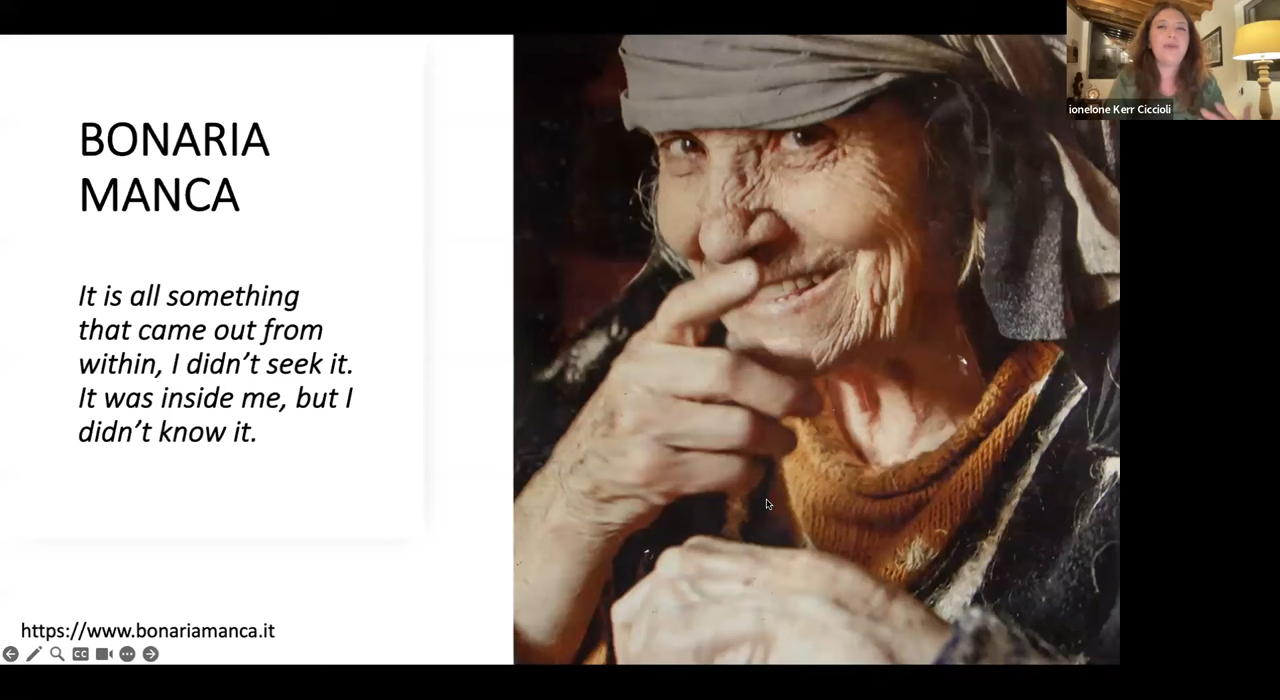 BONARIA
MANCA
It is all something
that came out from
within, I didn’t seek it.
It was inside me, but I
didn’t know it.
https://www.bonariamanca.it
CC
ionelone Kerr Ciccioli